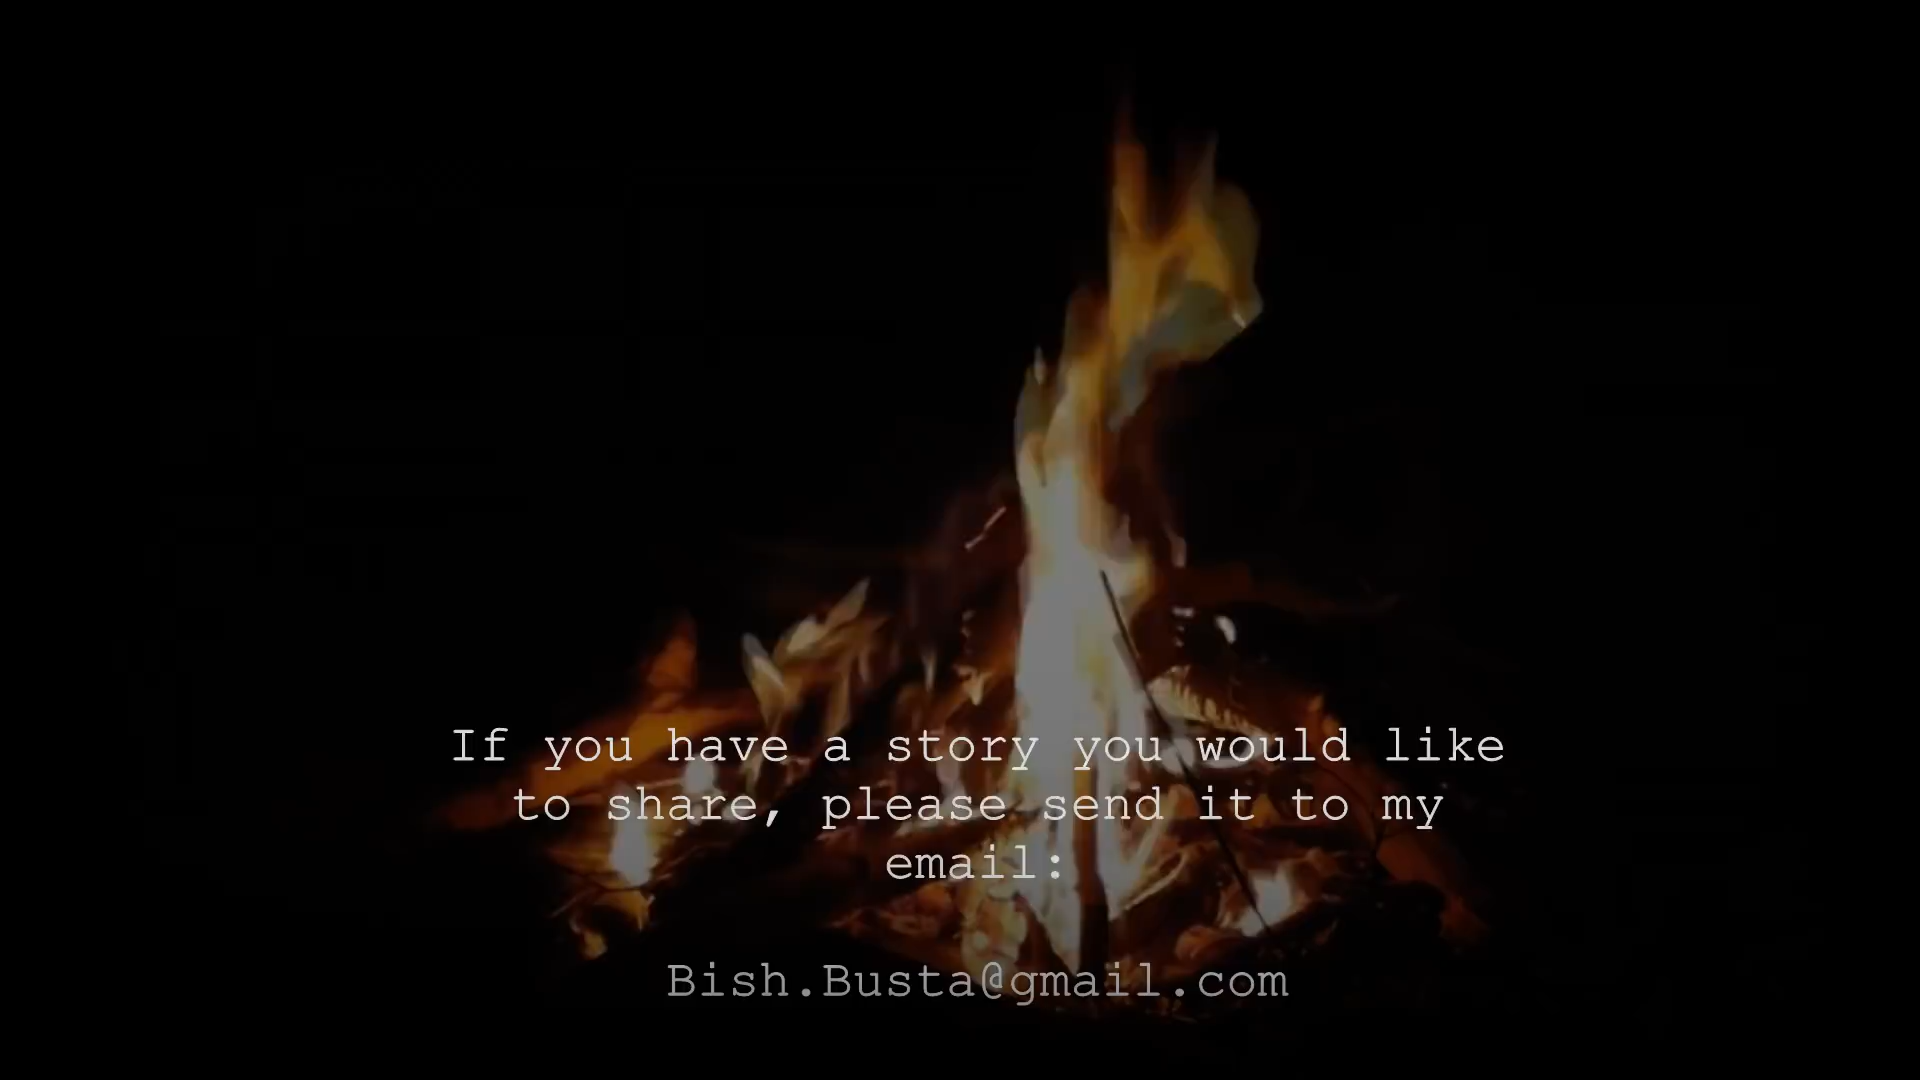 If you have a story you would like
to share, please send it to my
email:
Bish.Busta@gmail.com